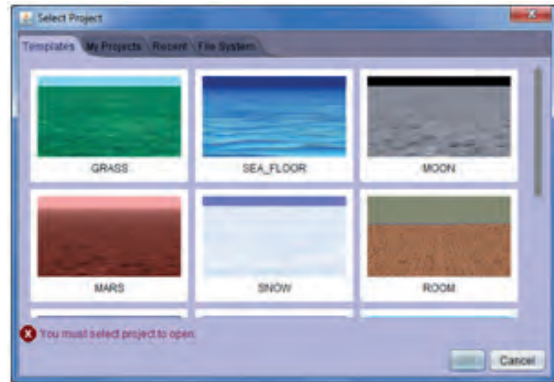 Select Project
Templates My Projects Recent File System
GRASS SEA_FLOOR MOON
MARS SNOW ROOM
You must select project to open.
Cancel